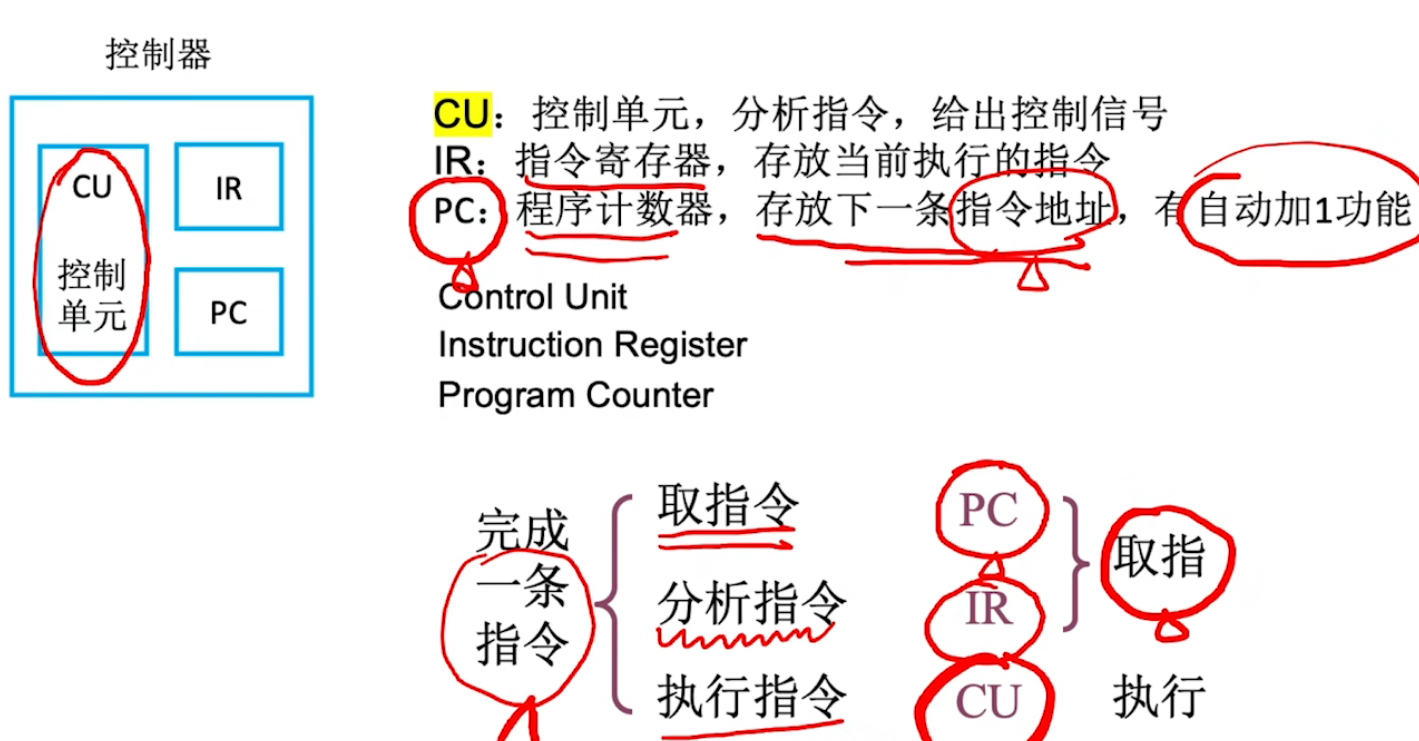 控制器
CU
控制
单元
IR
PC
CU：控制单元，分析指令，给出控制信号
IR：指令寄存器，存放当前执行的指令
PC：程序计数器，存放下一条指令地址，有自动加1功能
Control Unit
Instruction Register
Program Counter
完成
一条
指令
取指令
分析指令
执行指令
PC
IR
CU
取指
执行